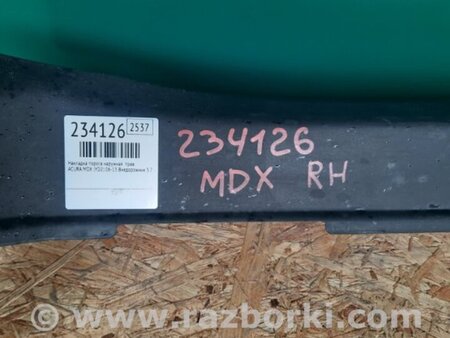 234126 2537
Накладка порога наружная прав
ACURA MDX (YD2) 06-13 Внедорожник 3.7
234126
MDX RH
www.razborki.com